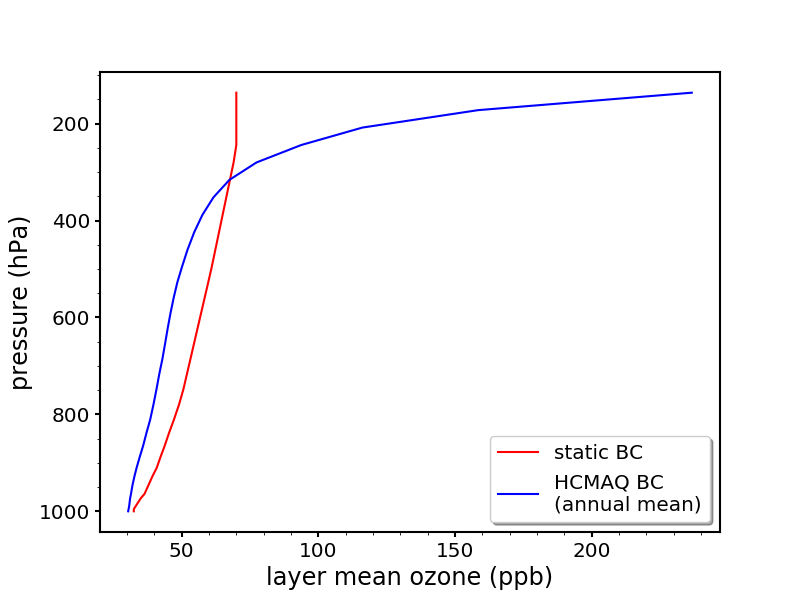 200
400
600
800
1000
pressure (hPa)
50
100
150
200
layer mean ozone (ppb)
static BC
HCMAQ BC
(annual mean)